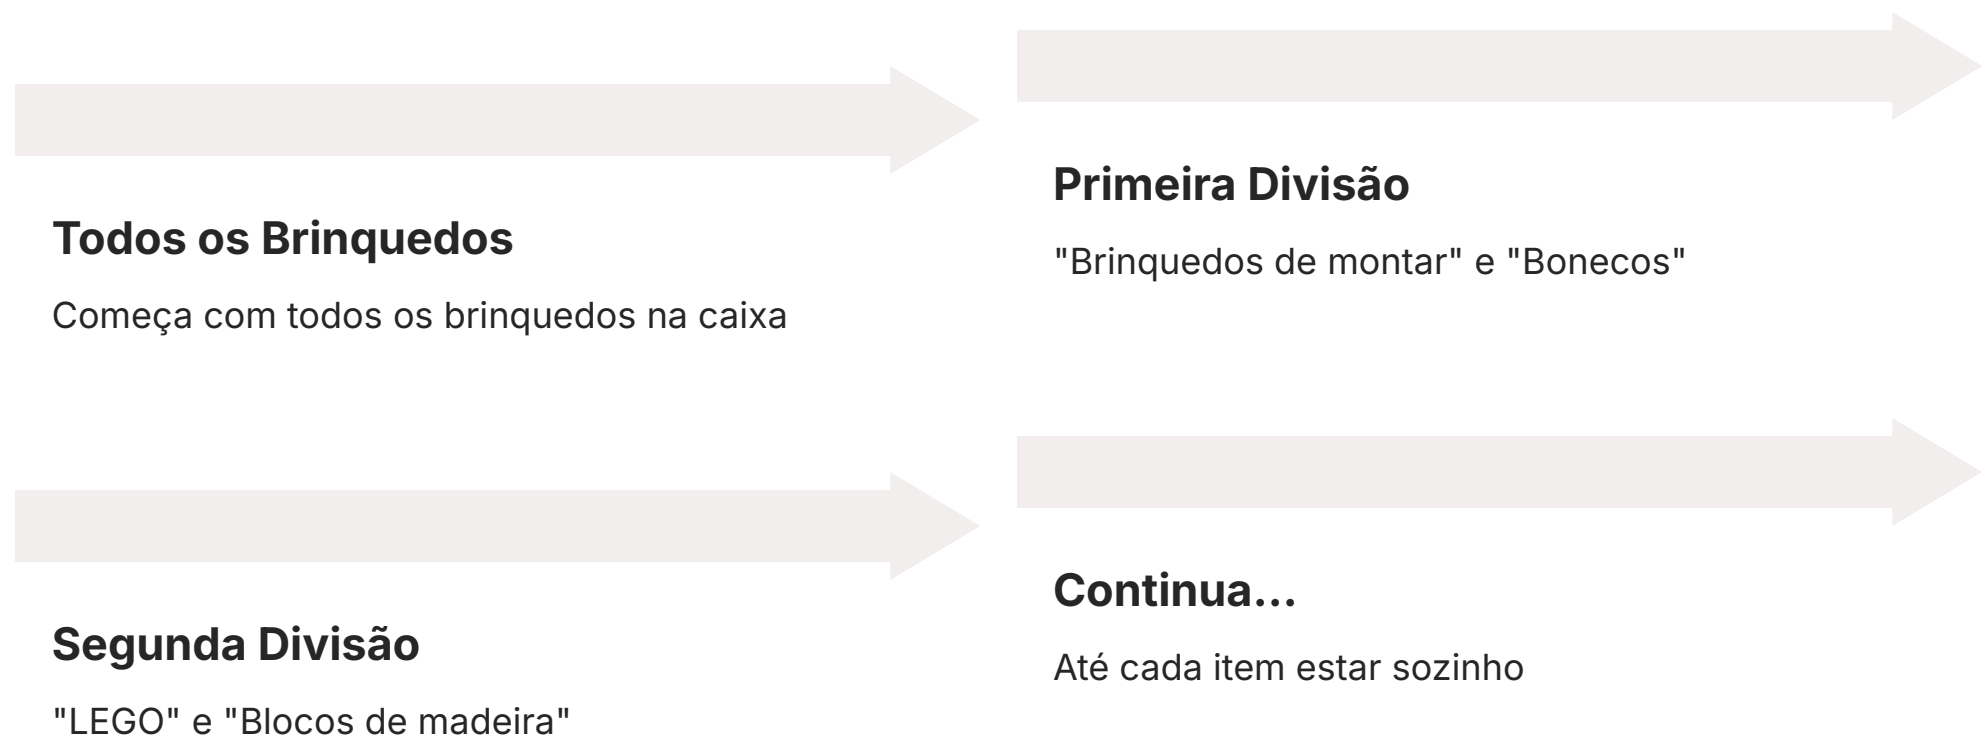 Todos os Brinquedos
Começa com todos os brinquedos na caixa
Primeira Divisão
"Brinquedos de montar" e "Bonecos"
Segunda Divisão
"LEGO" e "Blocos de madeira"
Continua...
Até cada item estar sozinho